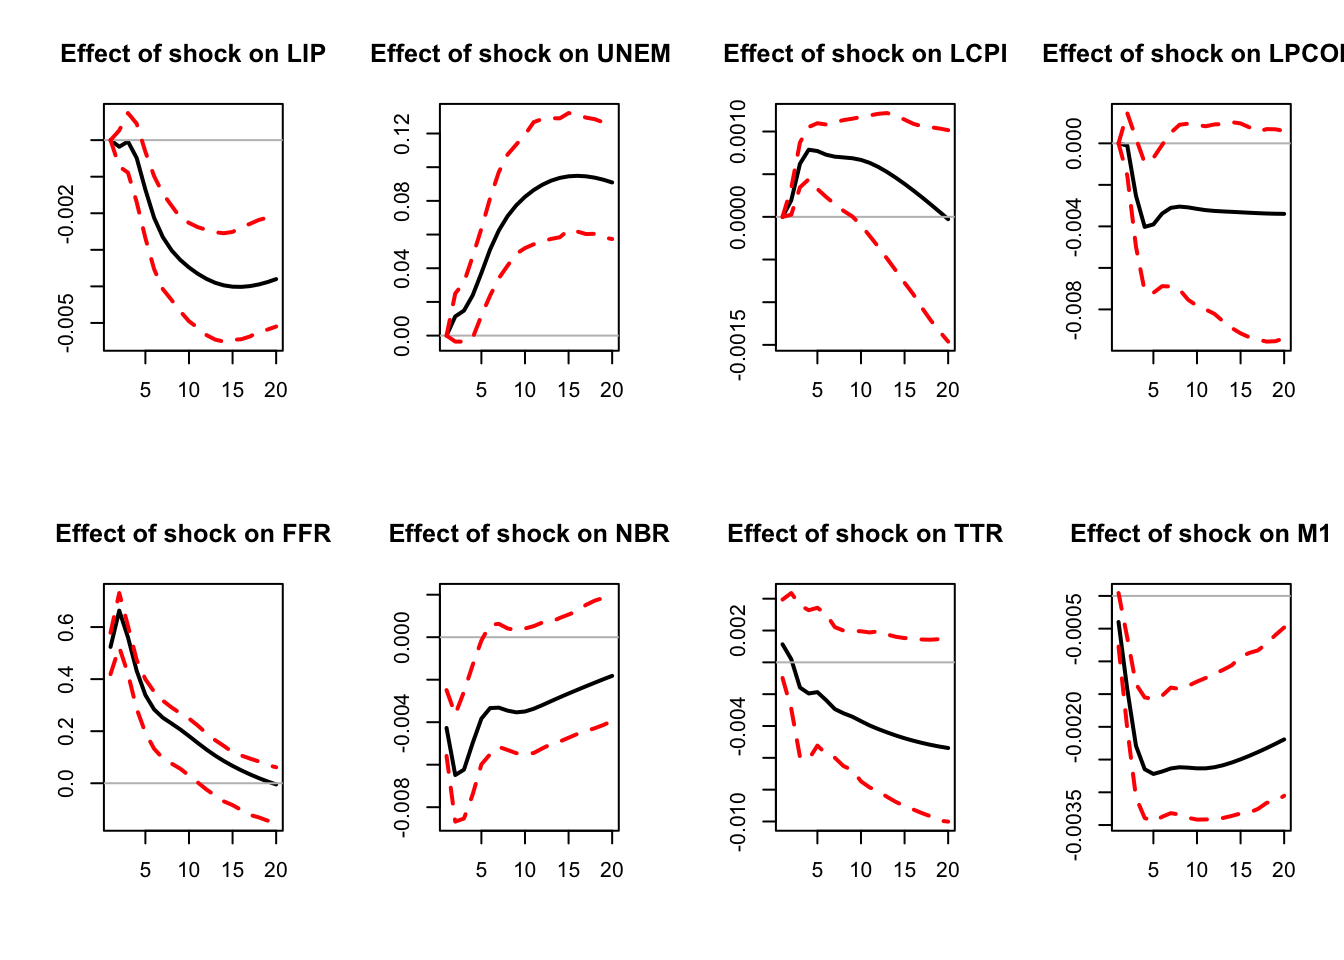 Effect of shock on LIP
Effect of shock on UNEM
Effect of shock on LCPI
Effect of shock on LPCO
-0.002
-0.005
5 10 15 20
0.12
0.08
0.04
0.00
5 10 15 20
0.0010
0.0000
-0.0015
5 10 15 20
0.000
-0.004
-0.008
5 10 15 20
Effect of shock on FFR
Effect of shock on NBR
Effect of shock on TTR
Effect of shock on M1
0.6
0.4
0.2
0.0
5 10 15 20
0.000
-0.004
-0.008
5 10 15 20
0.002
-0.004
-0.010
5 10 15 20
-0.0005
-0.0020
-0.0035
5 10 15 20